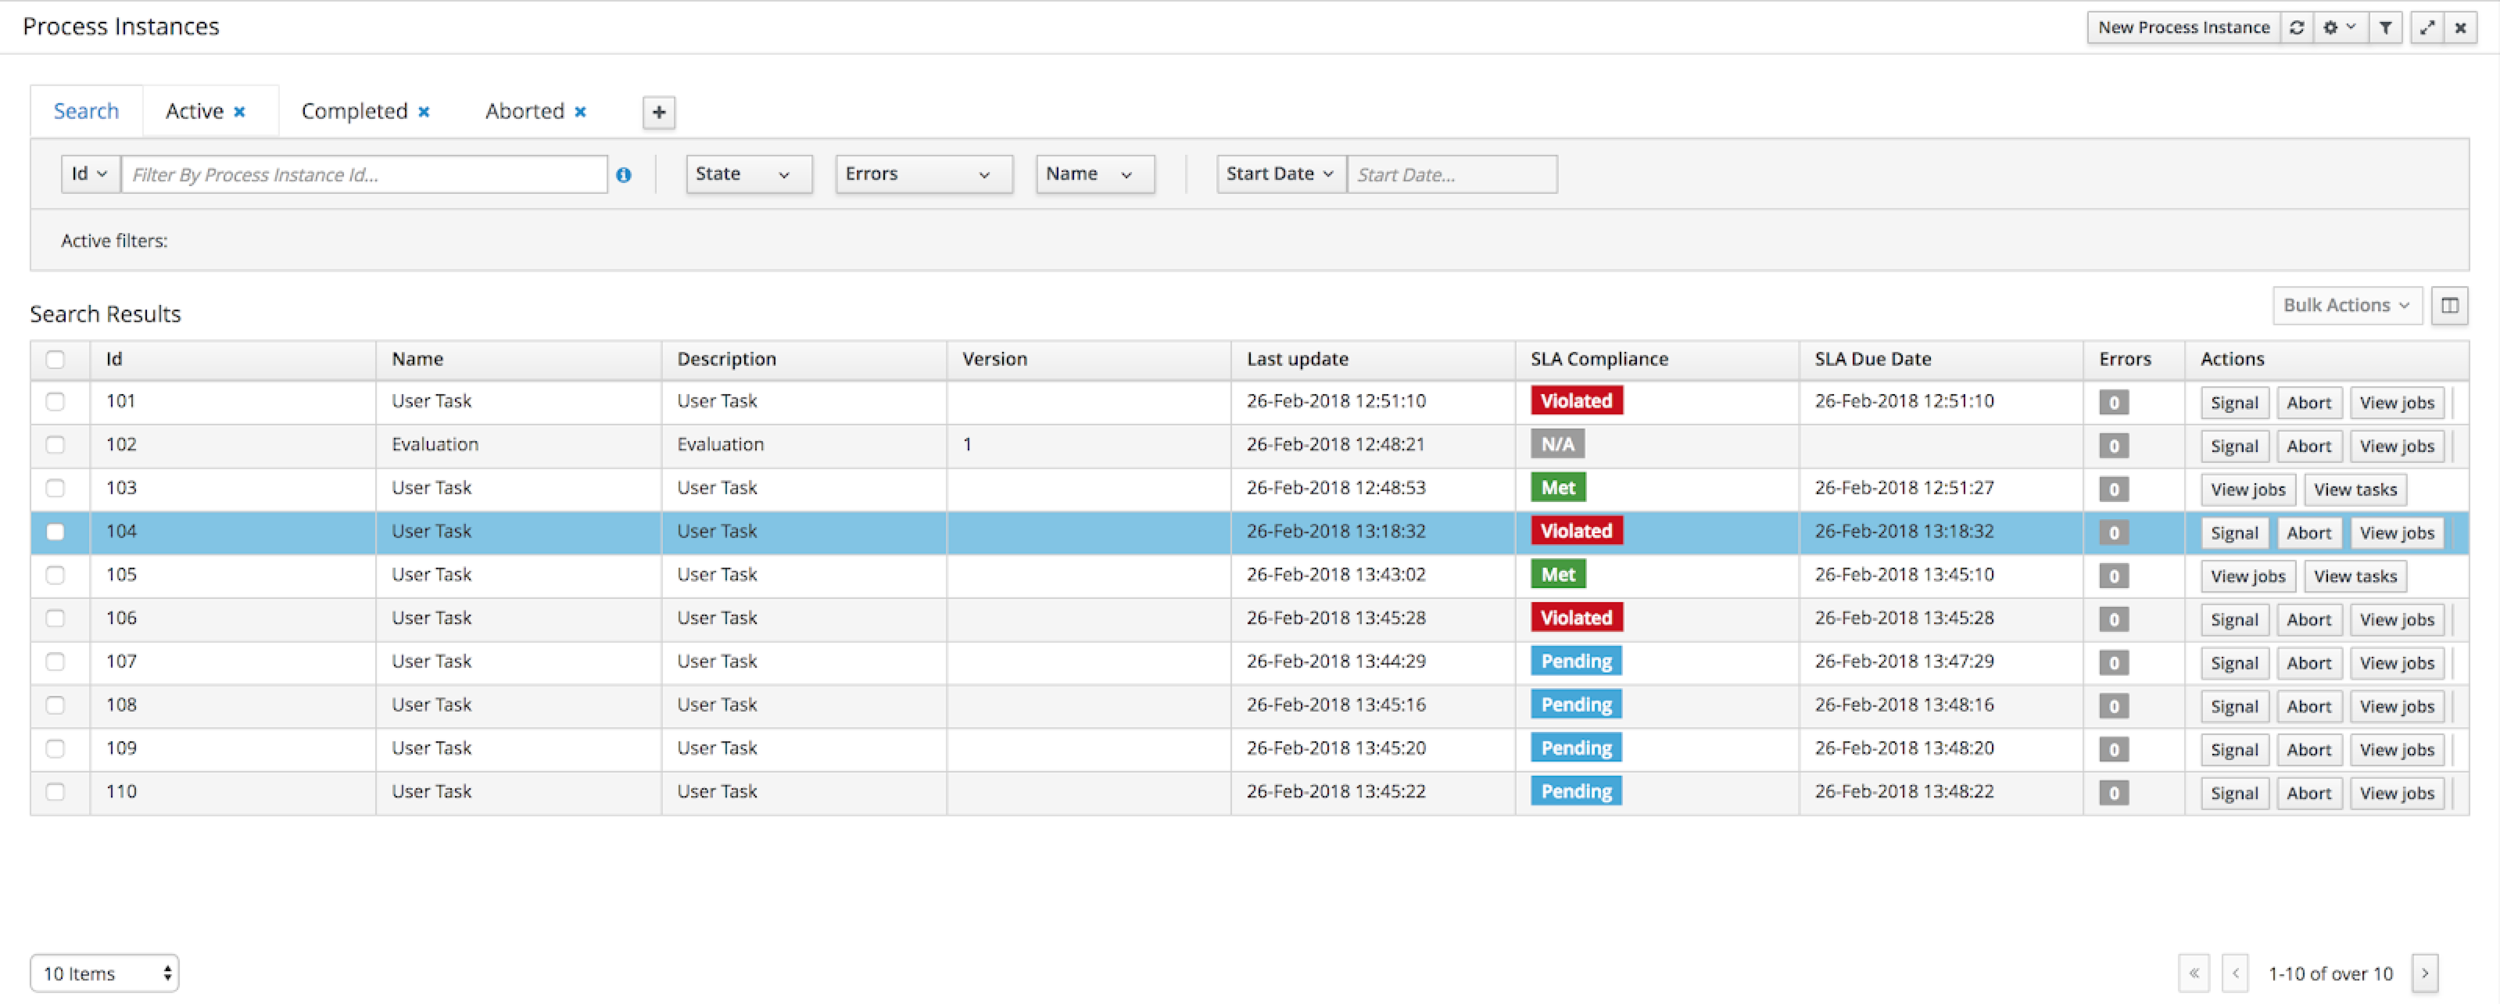 Process Instances New Process Instance
Search Active Completed Aborted
Id Filter By Process Instance Id... State Errors Name Start Date Start Date...
Active filters:
Search Results Bulk Actions
Id Name Description Version Last update SLA Compliance SLA Due Date Errors Actions
101 User Task User Task 26-Feb-2018 12:51:10 Violated 26-Feb-2018 12:51:10 0 Signal Abort View jobs
102 Evaluation Evaluation 1 26-Feb-2018 12:48:21 N/A 0 Signal Abort View jobs
103 User Task User Task 26-Feb-2018 12:48:53 Met 26-Feb-2018 12:51:27 0 View jobs View tasks
104 User Task User Task 26-Feb-2018 13:18:32 Violated 26-Feb-2018 13:18:32 0 Signal Abort View jobs
105 User Task User Task 26-Feb-2018 13:43:02 Met 26-Feb-2018 13:45:10 0 View jobs View tasks
106 User Task User Task 26-Feb-2018 13:45:28 Violated 26-Feb-2018 13:45:28 0 Signal Abort View jobs
107 User Task User Task 26-Feb-2018 13:44:29 Pending 26-Feb-2018 13:47:29 0 Signal Abort View jobs
108 User Task User Task 26-Feb-2018 13:45:16 Pending 26-Feb-2018 13:48:16 0 Signal Abort View jobs
109 User Task User Task 26-Feb-2018 13:45:20 Pending 26-Feb-2018 13:48:20 0 Signal Abort View jobs
110 User Task User Task 26-Feb-2018 13:45:22 Pending 26-Feb-2018 13:48:22 0 Signal Abort View jobs
10 Items 1-10 of over 10